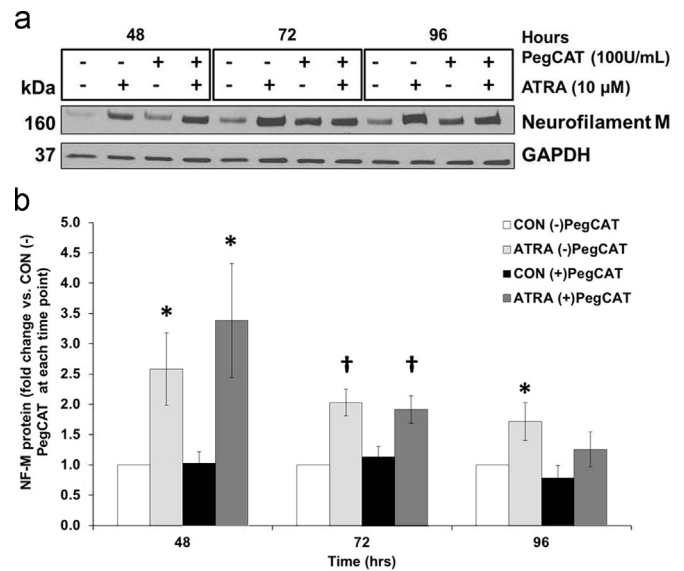 a
48 72 96 Hours
- - + + - - + + - - + + PegCAT (100U/mL)
- + - + - + - + - + - + ATRA (10 µM)
kDa
160 Neurofilament M
37 GAPDH
b
NF-M protein (fold change vs. CON (-)
PegCAT at each time point)
5.0
4.5
4.0
3.5
3.0
2.5
2.0
1.5
1.0
0.5
0.0
* * † † *
CON (-)PegCAT
ATRA (-)PegCAT
CON (+)PegCAT
ATRA (+)PegCAT
48 72 96
Time (hrs)